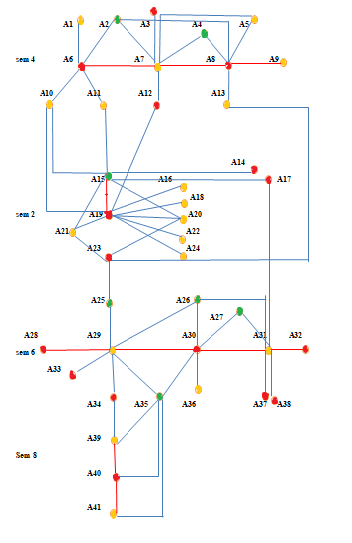 A1 A2 A3 A4 A5
sem 4 A6 A7 A8 A9
A10 A11 A12 A13
A14
A15 A16 A17
A18
sem 2 A19 A20
A21 A22
A23 A24
A25 A26
A27
A28 A29 A30 A31 A32
sem 6
A33
A34 A35 A36 A37 A38
A39
Sem 8
A40
A41